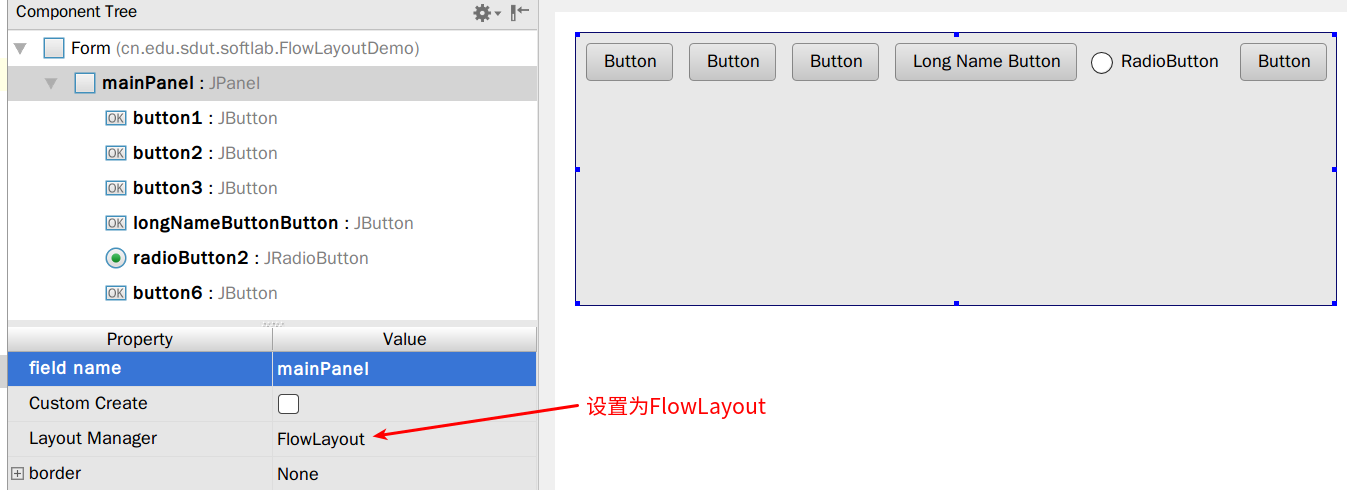 Component Tree
Form (cn.edu.sdut.softlab.FlowLayoutDemo)
mainPanel : JPanel
OK button1 : JButton
OK button2 : JButton
OK button3 : JButton
OK longNameButtonButton : JButton
radioButton2 : JRadioButton
OK button6 : JButton
Property Value
field name mainPanel
Custom Create
Layout Manager FlowLayout
border None
Button Button Button Long Name Button RadioButton Button
设置为FlowLayout